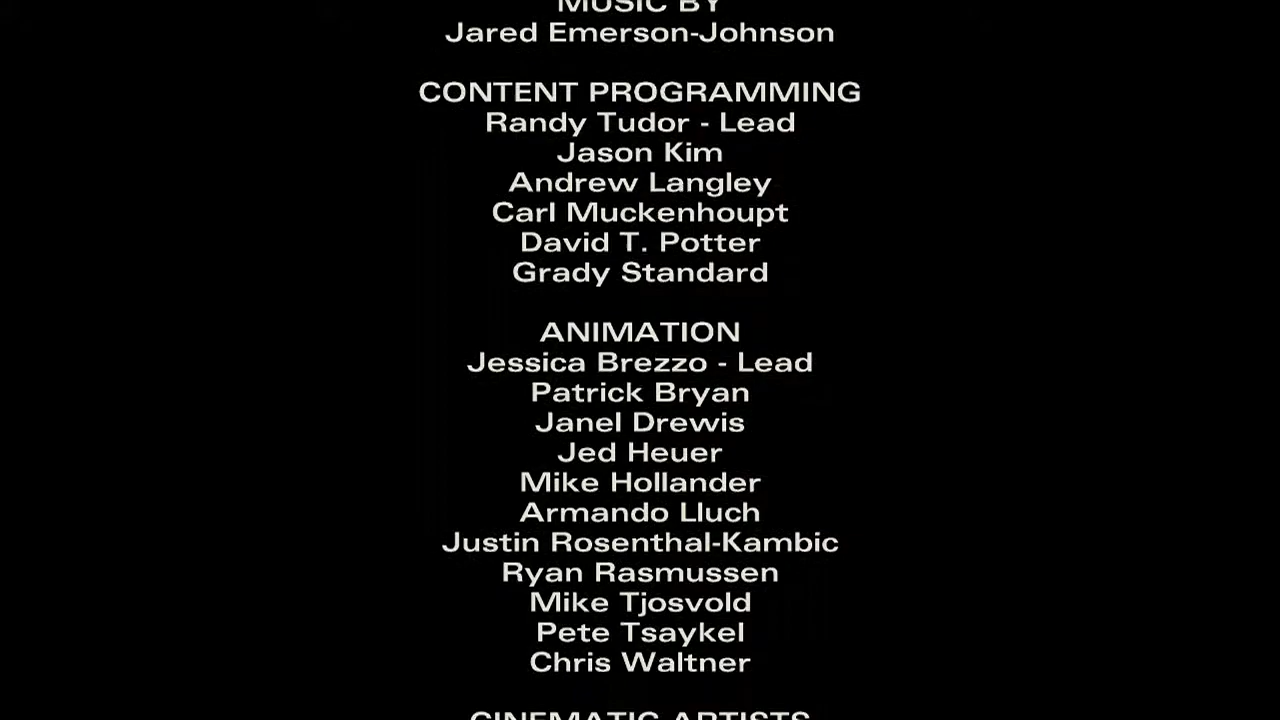 MUSIC BY
Jared Emerson-Johnson
CONTENT PROGRAMMING
Randy Tudor - Lead
Jason Kim
Andrew Langley
Carl Muckenhoupt
David T. Potter
Grady Standard
ANIMATION
Jessica Brezzo - Lead
Patrick Bryan
Janel Drewis
Jed Heuer
Mike Hollander
Armando Lluch
Justin Rosenthal-Kambic
Ryan Rasmussen
Mike Tjosvold
Pete Tsaykel
Chris Waltner
CINEMATIC ARTISTS